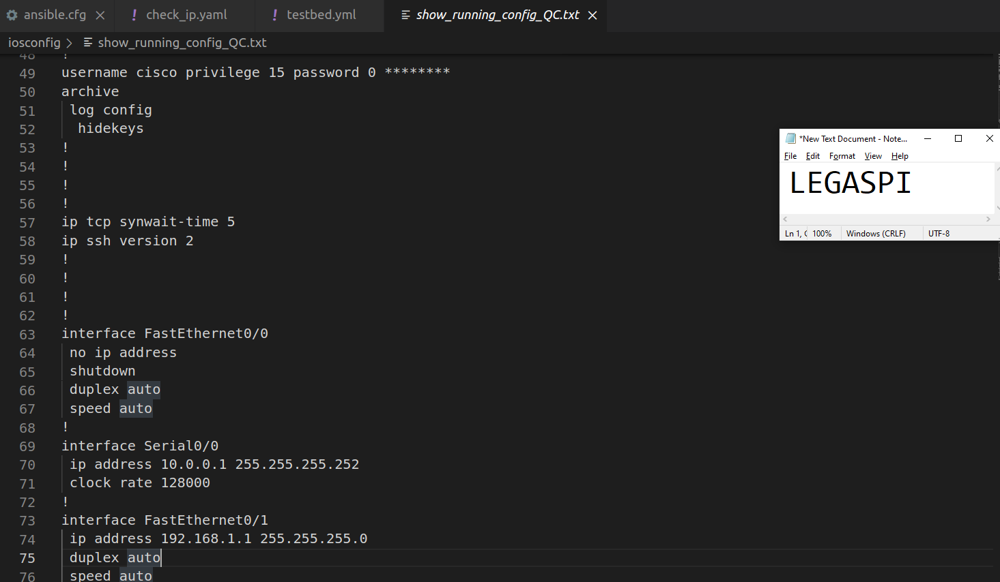 ansible.cfg
! check_ip.yaml
! testbed.yml
show_running_config_QC.txt
iosconfig > show_running_config_QC.txt
48 !
49 username cisco privilege 15 password 0 ********
50 archive
51 log config
52 hidekeys
53 !
54 !
55 !
56 !
57 ip tcp synwait-time 5
58 ip ssh version 2
59 !
60 !
61 !
62 !
63 interface FastEthernet0/0
64 no ip address
65 shutdown
66 duplex auto
67 speed auto
68 !
69 interface Serial0/0
70 ip address 10.0.0.1 255.255.255.252
71 clock rate 128000
72 !
73 interface FastEthernet0/1
74 ip address 192.168.1.1 255.255.255.0
75 duplex auto
76 speed auto
*New Text Document - Note...
File Edit Format View Help
LEGASPI
Ln 1, 100% Windows (CRLF) UTF-8